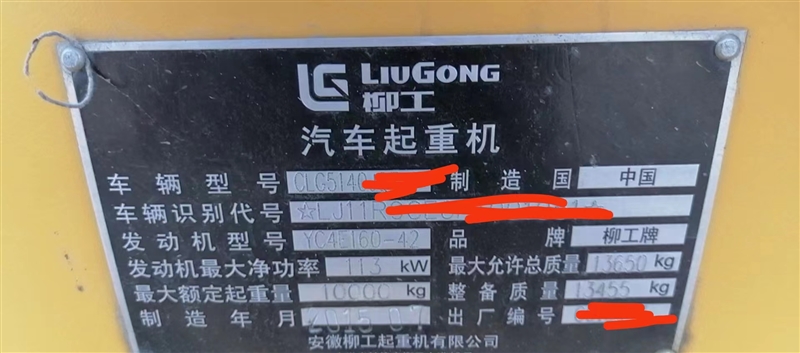 LIUGONG
柳工
汽车起重机
车辆型号 CLG5140 制造国 中国
车辆识别代号 ☆LJ11R
发动机型号 YC4E160-42 品牌 柳工牌
发动机最大净功率 113 kW 最大允许总质量 13650 kg
最大额定起重量 10000 kg 整备质量 13455 kg
制造年月 2015.07 出厂编号
安徽柳工起重机有限公司